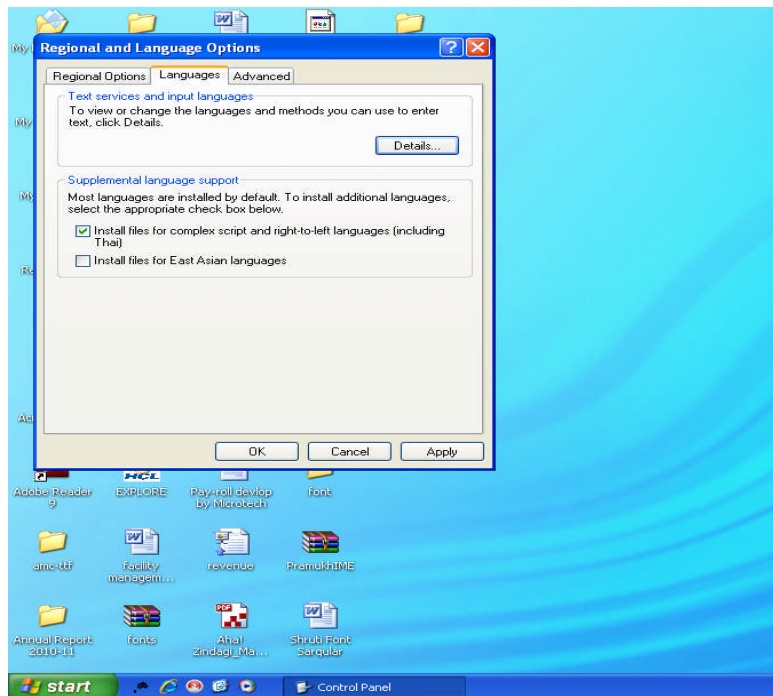 Regional and Language Options
Regional Options Languages Advanced
Text services and input languages
To view or change the languages and methods you can use to enter
text, click Details.
Details...
Supplemental language support
Most languages are installed by default. To install additional languages,
select the appropriate check box below.
Install files for complex script and right-to-left languages (including
Thai)
Install files for East Asian languages
OK Cancel Apply
Adobe Reader
9
HCL
EXPLORE
Pay-roll devlop
by Microtech
font
amc-ttf
facility
managem...
revenue
PramukhIME
Annual Report
2010-11
fonts
PDF
Aha!
Zindagi_Ma...
Shruti Font
Sarqular
start
Control Panel